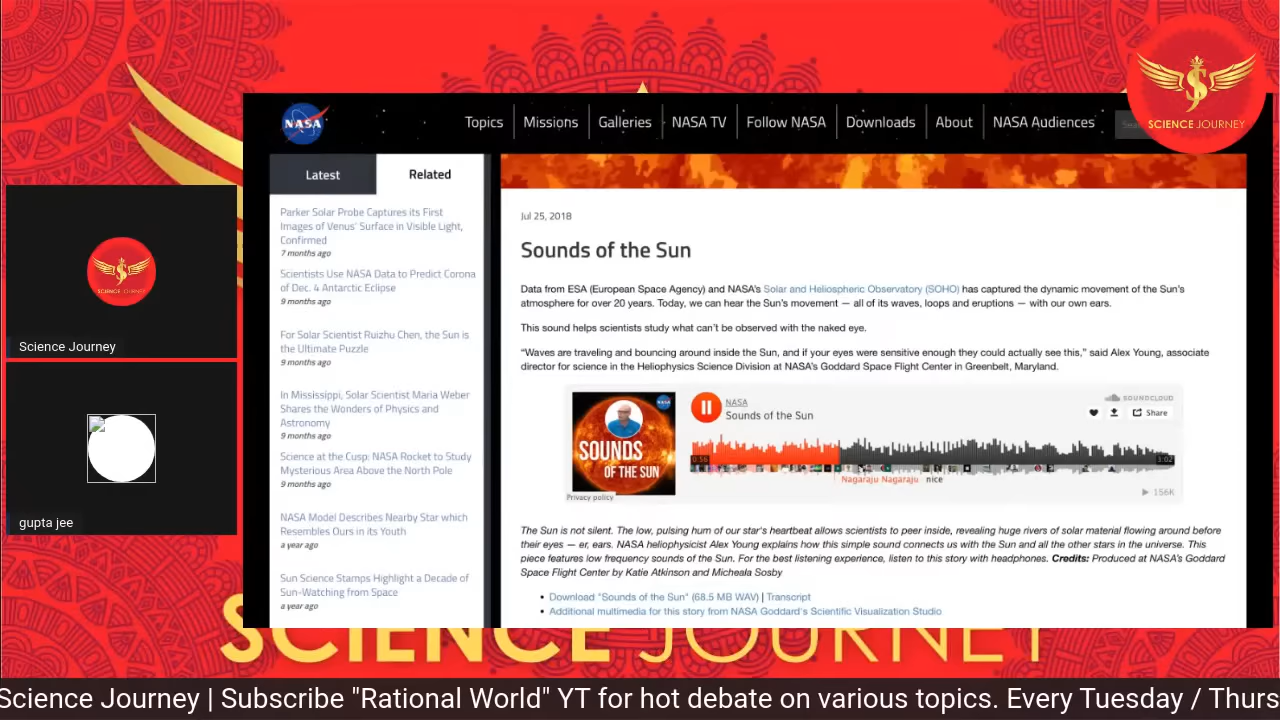 NASA
Topics
Missions
Galleries
NASA TV
Follow NASA
Downloads
About
NASA Audiences
SCIENCE JOURNEY
Latest
Related
Parker Solar Probe Captures its First
Images of Venus' Surface in Visible Light,
Confirmed
7 months ago
Scientists Use NASA Data to Predict Corona
of Dec. 4 Antarctic Eclipse
9 months ago
For Solar Scientist Ruizhu Chen, the Sun is
the Ultimate Puzzle
9 months ago
In Mississippi, Solar Scientist Maria Weber
Shares the Wonders of Physics and
Astronomy
9 months ago
Science at the Cusp: NASA Rocket to Study
Mysterious Area Above the North Pole
9 months ago
NASA Model Describes Nearby Star which
Resembles Ours in its Youth
a year ago
Sun Science Stamps Highlight a Decade of
Sun-Watching from Space
a year ago
Jul 25, 2018
Sounds of the Sun
Data from ESA (European Space Agency) and NASA's Solar and Heliospheric Observatory (SOHO) has captured the dynamic movement of the Sun's
atmosphere for over 20 years. Today, we can hear the Sun's movement — all of its waves, loops and eruptions — with our own ears.
This sound helps scientists study what can't be observed with the naked eye.
“Waves are traveling and bouncing around inside the Sun, and if your eyes were sensitive enough they could actually see this,” said Alex Young, associate
director for science in the Heliophysics Science Division at NASA's Goddard Space Flight Center in Greenbelt, Maryland.
SOUNDS
OF THE SUN
Privacy policy
NASA
Sounds of the Sun
SOUNDCLOUD
Share
0:56
3:02
Nagaraju Nagaraju nice
156K
The Sun is not silent. The low, pulsing hum of our star's heartbeat allows scientists to peer inside, revealing huge rivers of solar material flowing around before
their eyes — er, ears. NASA heliophysicist Alex Young explains how this simple sound connects us with the Sun and all the other stars in the universe. This
piece features low frequency sounds of the Sun. For the best listening experience, listen to this story with headphones. Credits: Produced at NASA's Goddard
Space Flight Center by Katie Atkinson and Micheala Sosby
• Download "Sounds of the Sun" (68.5 MB WAV) | Transcript
• Additional multimedia for this story from NASA Goddard's Scientific Visualization Studio
Science Journey
gupta jee
SCIENCE JOURNEY
Science Journey | Subscribe "Rational World" YT for hot debate on various topics. Every Tuesday / Thurs